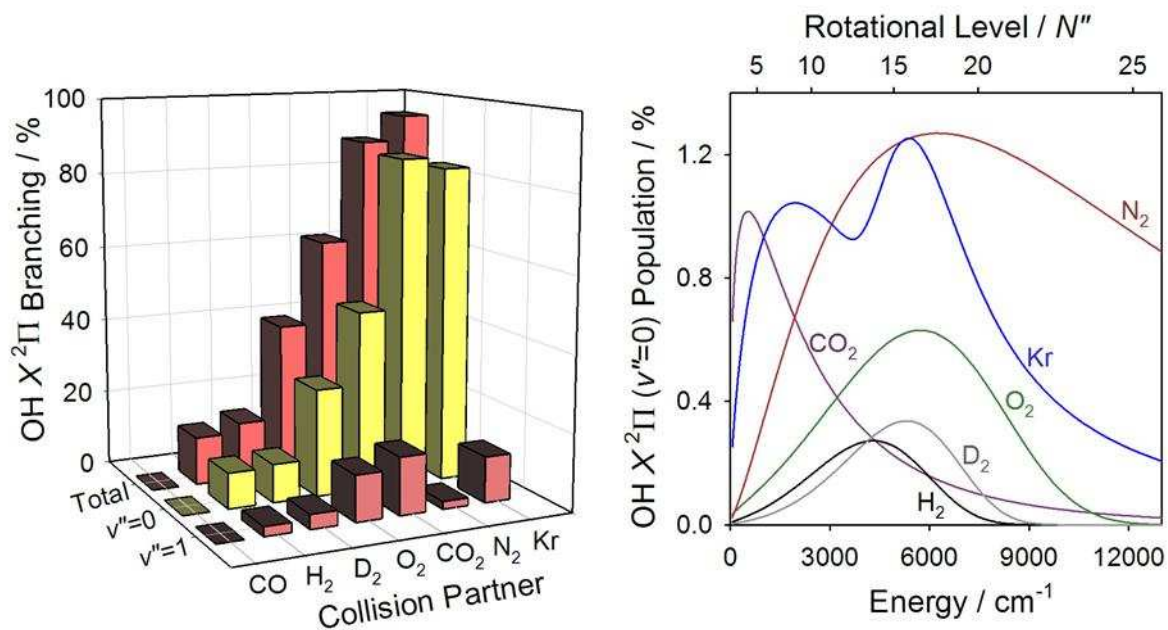 OH X ²Π Branching / %
100
80
60
40
20
0
Total
v"=0
v"=1
CO
H₂
D₂
O₂
CO₂
N₂
Kr
Collision Partner
Rotational Level / N"
5 10 15 20 25
OH X ²Π (v"=0) Population / %
1.2
0.8
0.4
0.0
N₂
CO₂
Kr
O₂
D₂
H₂
0 3000 6000 9000 12000
Energy / cm⁻¹